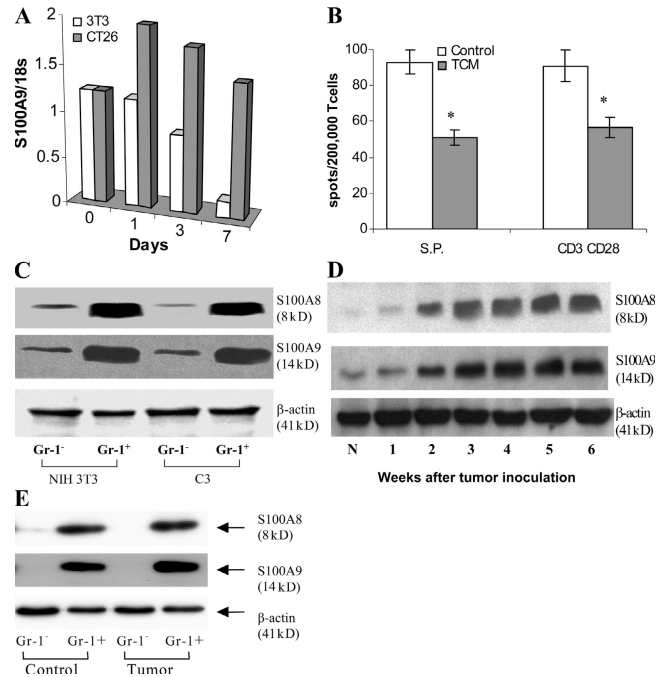 A
3T3
CT26
2
1.5
1
0.5
0
S100A9/18s
0 1 3 7
Days
B
Control
TCM
100
80
60
40
20
0
spots/200,000 Tcells
*
*
S.P. CD3 CD28
C
S100A8
(8kD)
S100A9
(14kD)
β-actin
(41kD)
Gr-1⁻ Gr-1⁺ Gr-1⁻ Gr-1⁺
NIH 3T3 C3
D
S100A8
(8kD)
S100A9
(14kD)
β-actin
(41kD)
N 1 2 3 4 5 6
Weeks after tumor inoculation
E
S100A8
(8kD)
S100A9
(14kD)
β-actin
(41kD)
Gr-1⁻ Gr-1+ Gr-1⁻ Gr-1+
Control Tumor